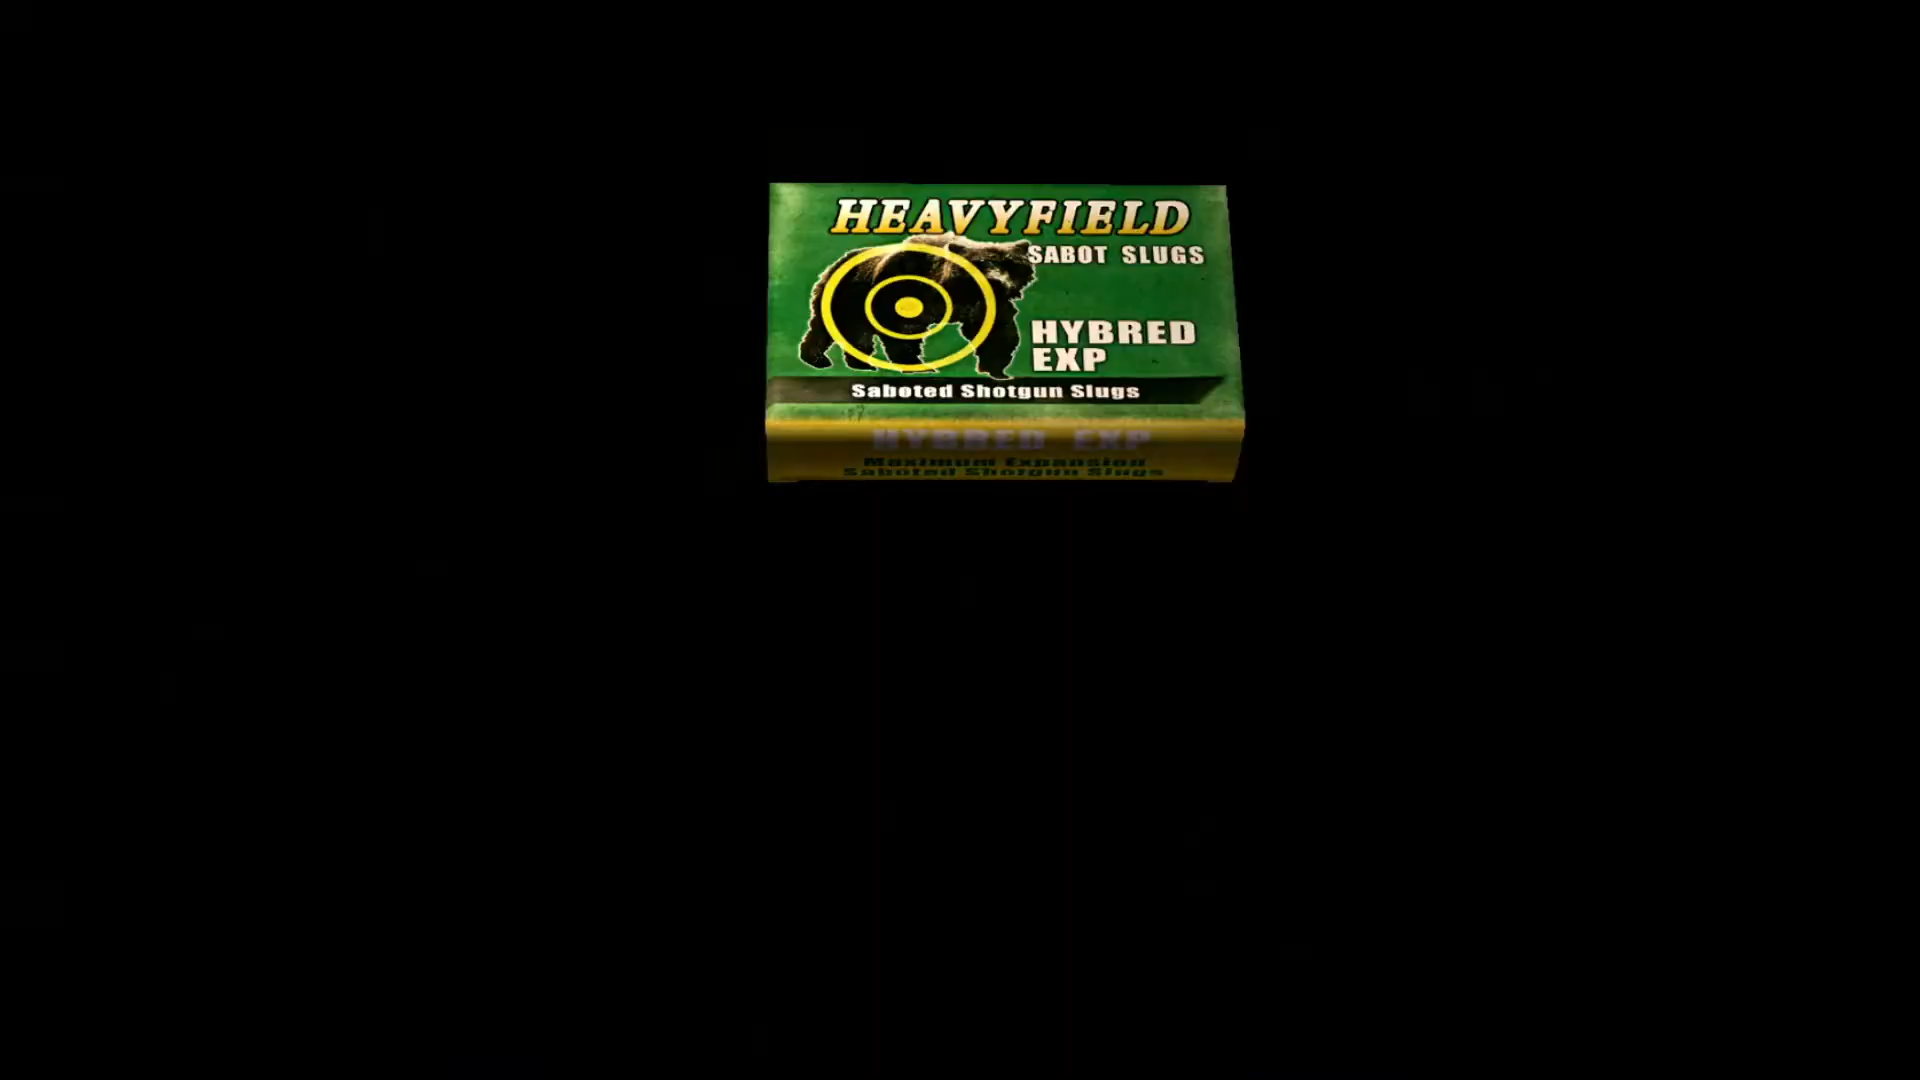 HEAVYFIELD
SABOT SLUGS
HYBRED
EXP
Saboted Shotgun Slugs
HYBRED EXP
Maximum Expansion
Saboted Shotgun Slugs